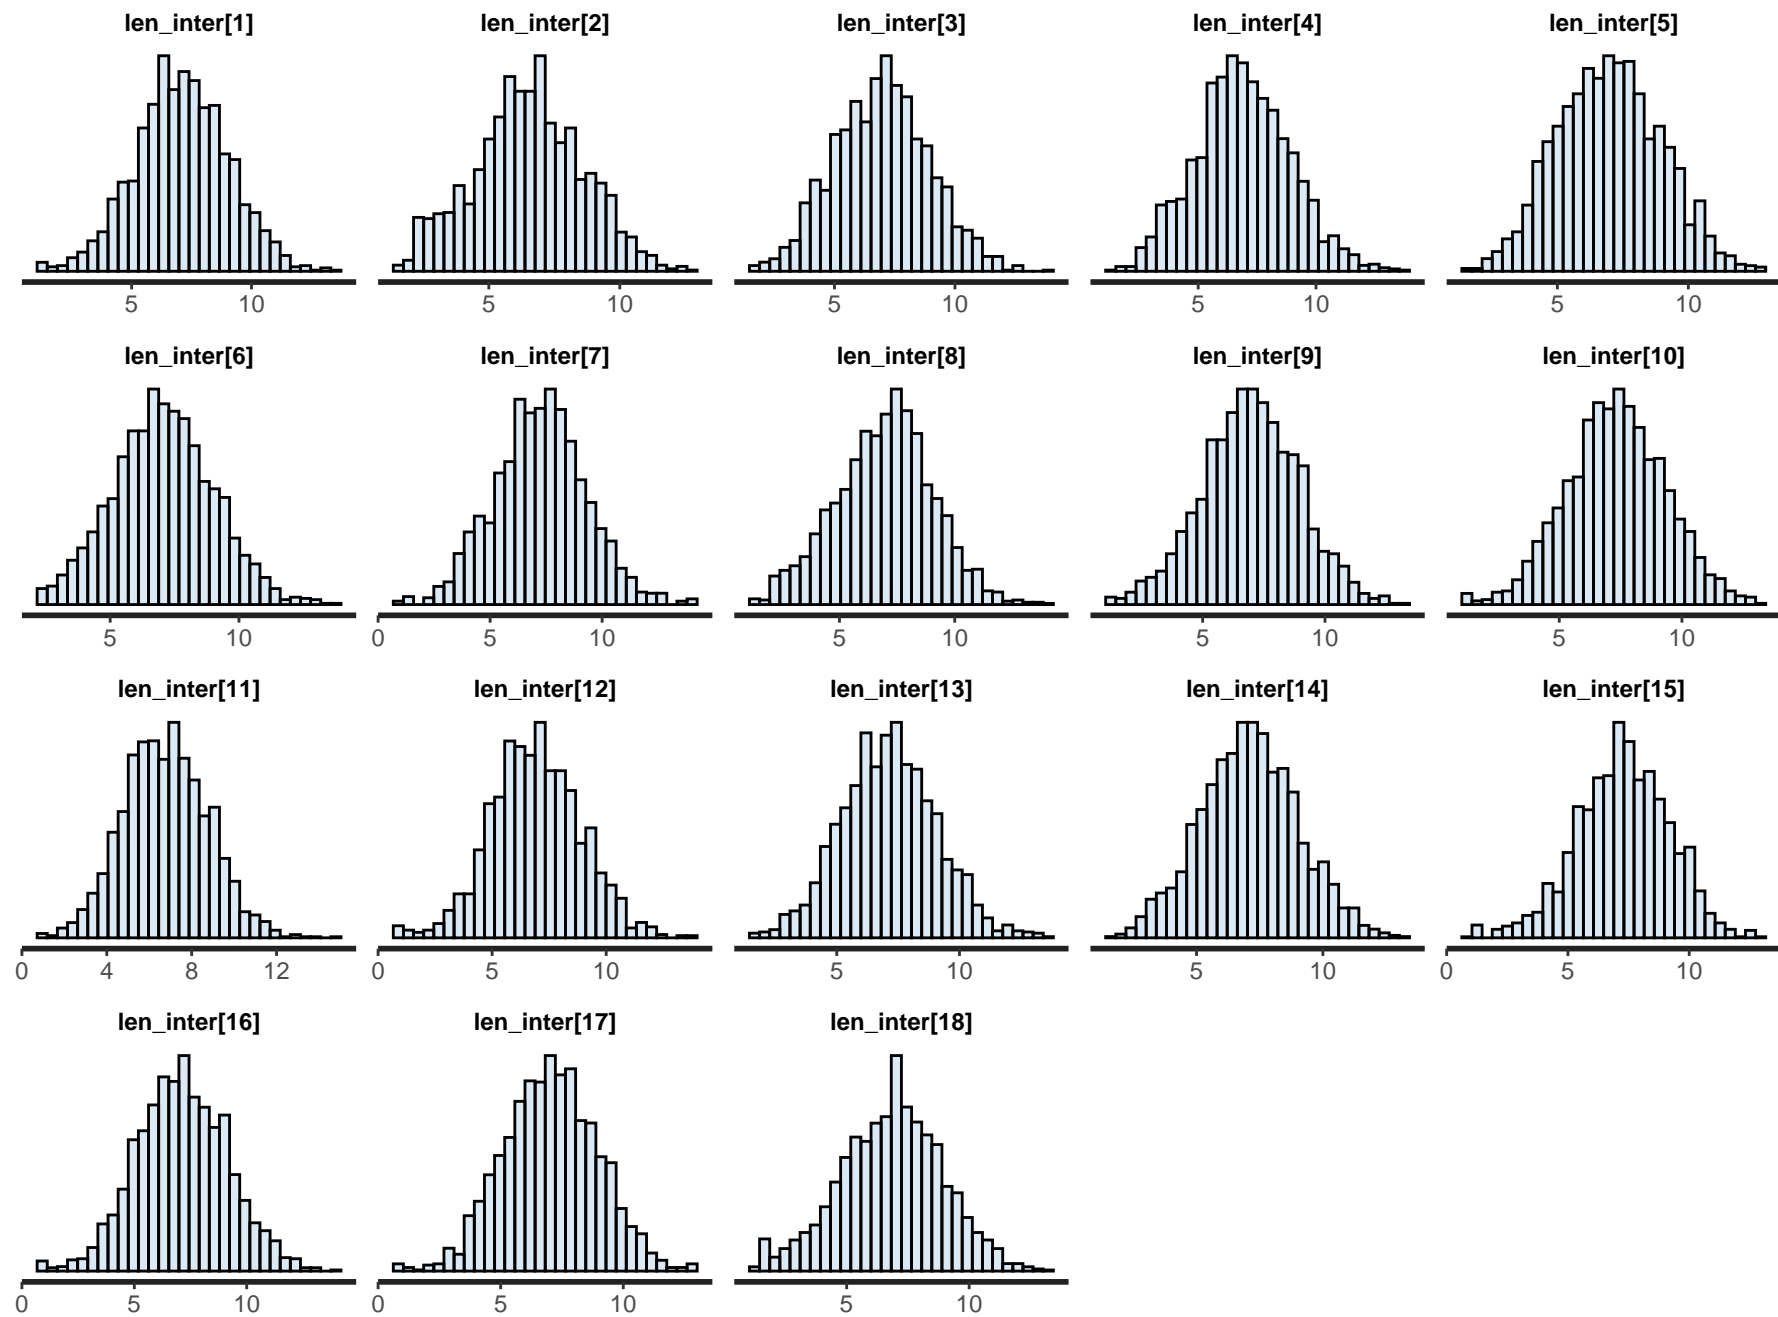 len_inter[1] len_inter[2] len_inter[3] len_inter[4] len_inter[5]
5 10 5 10 5 10 5 10 5 10
len_inter[6] len_inter[7] len_inter[8] len_inter[9] len_inter[10]
5 10 0 5 10 5 10 5 10 5 10
len_inter[11] len_inter[12] len_inter[13] len_inter[14] len_inter[15]
0 4 8 12 0 5 10 5 10 5 10 0 5 10
len_inter[16] len_inter[17] len_inter[18]
0 5 10 0 5 10 5 10